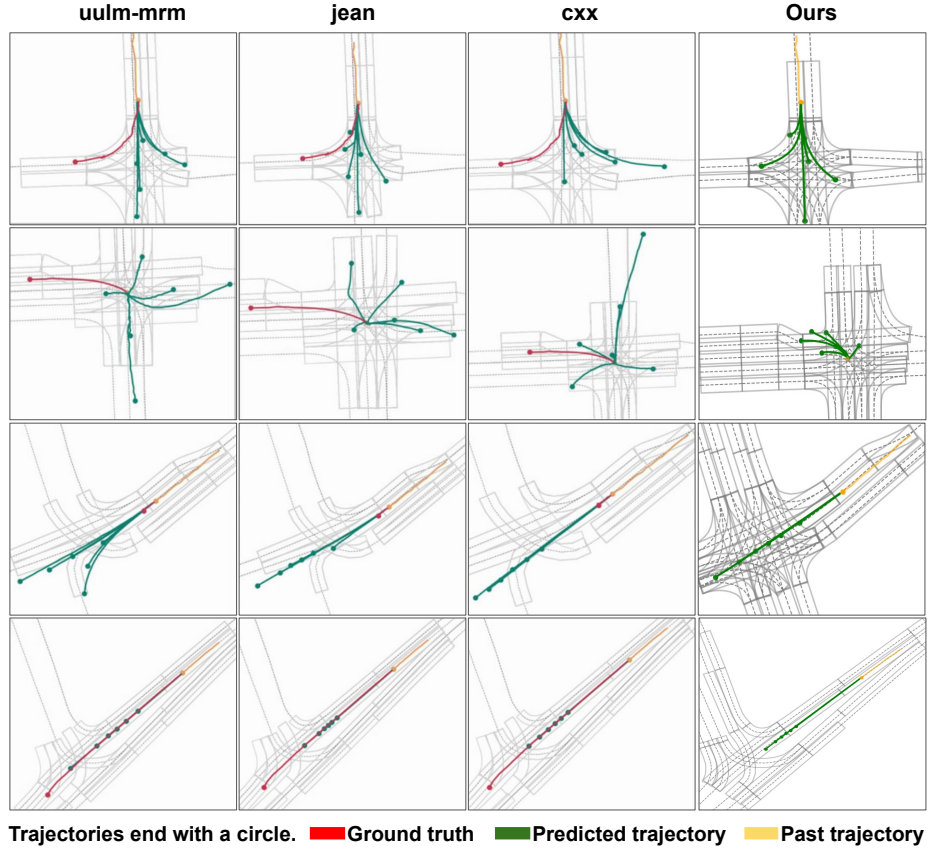 uulm-mrm jean cxx Ours
Trajectories end with a circle. Ground truth Predicted trajectory Past trajectory